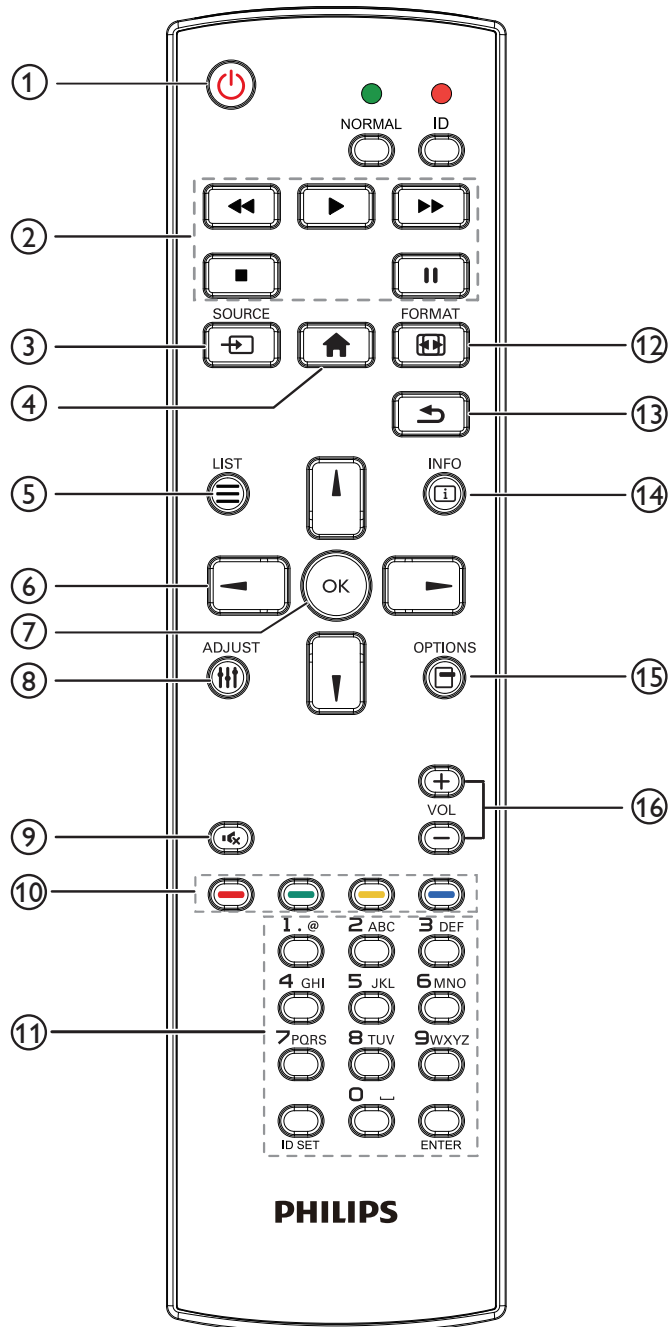 1
NORMAL ID
2
SOURCE FORMAT
3 12
4
13
LIST INFO
5 i 14
6 OK
7
ADJUST OPTIONS
8 15
VOL
9 16
10
1 . @ 2 ABC 3 DEF
4 GHI 5 JKL 6 MNO
11
7 PQRS 8 TUV 9 WXYZ
0 ⎵
ID SET ENTER
PHILIPS